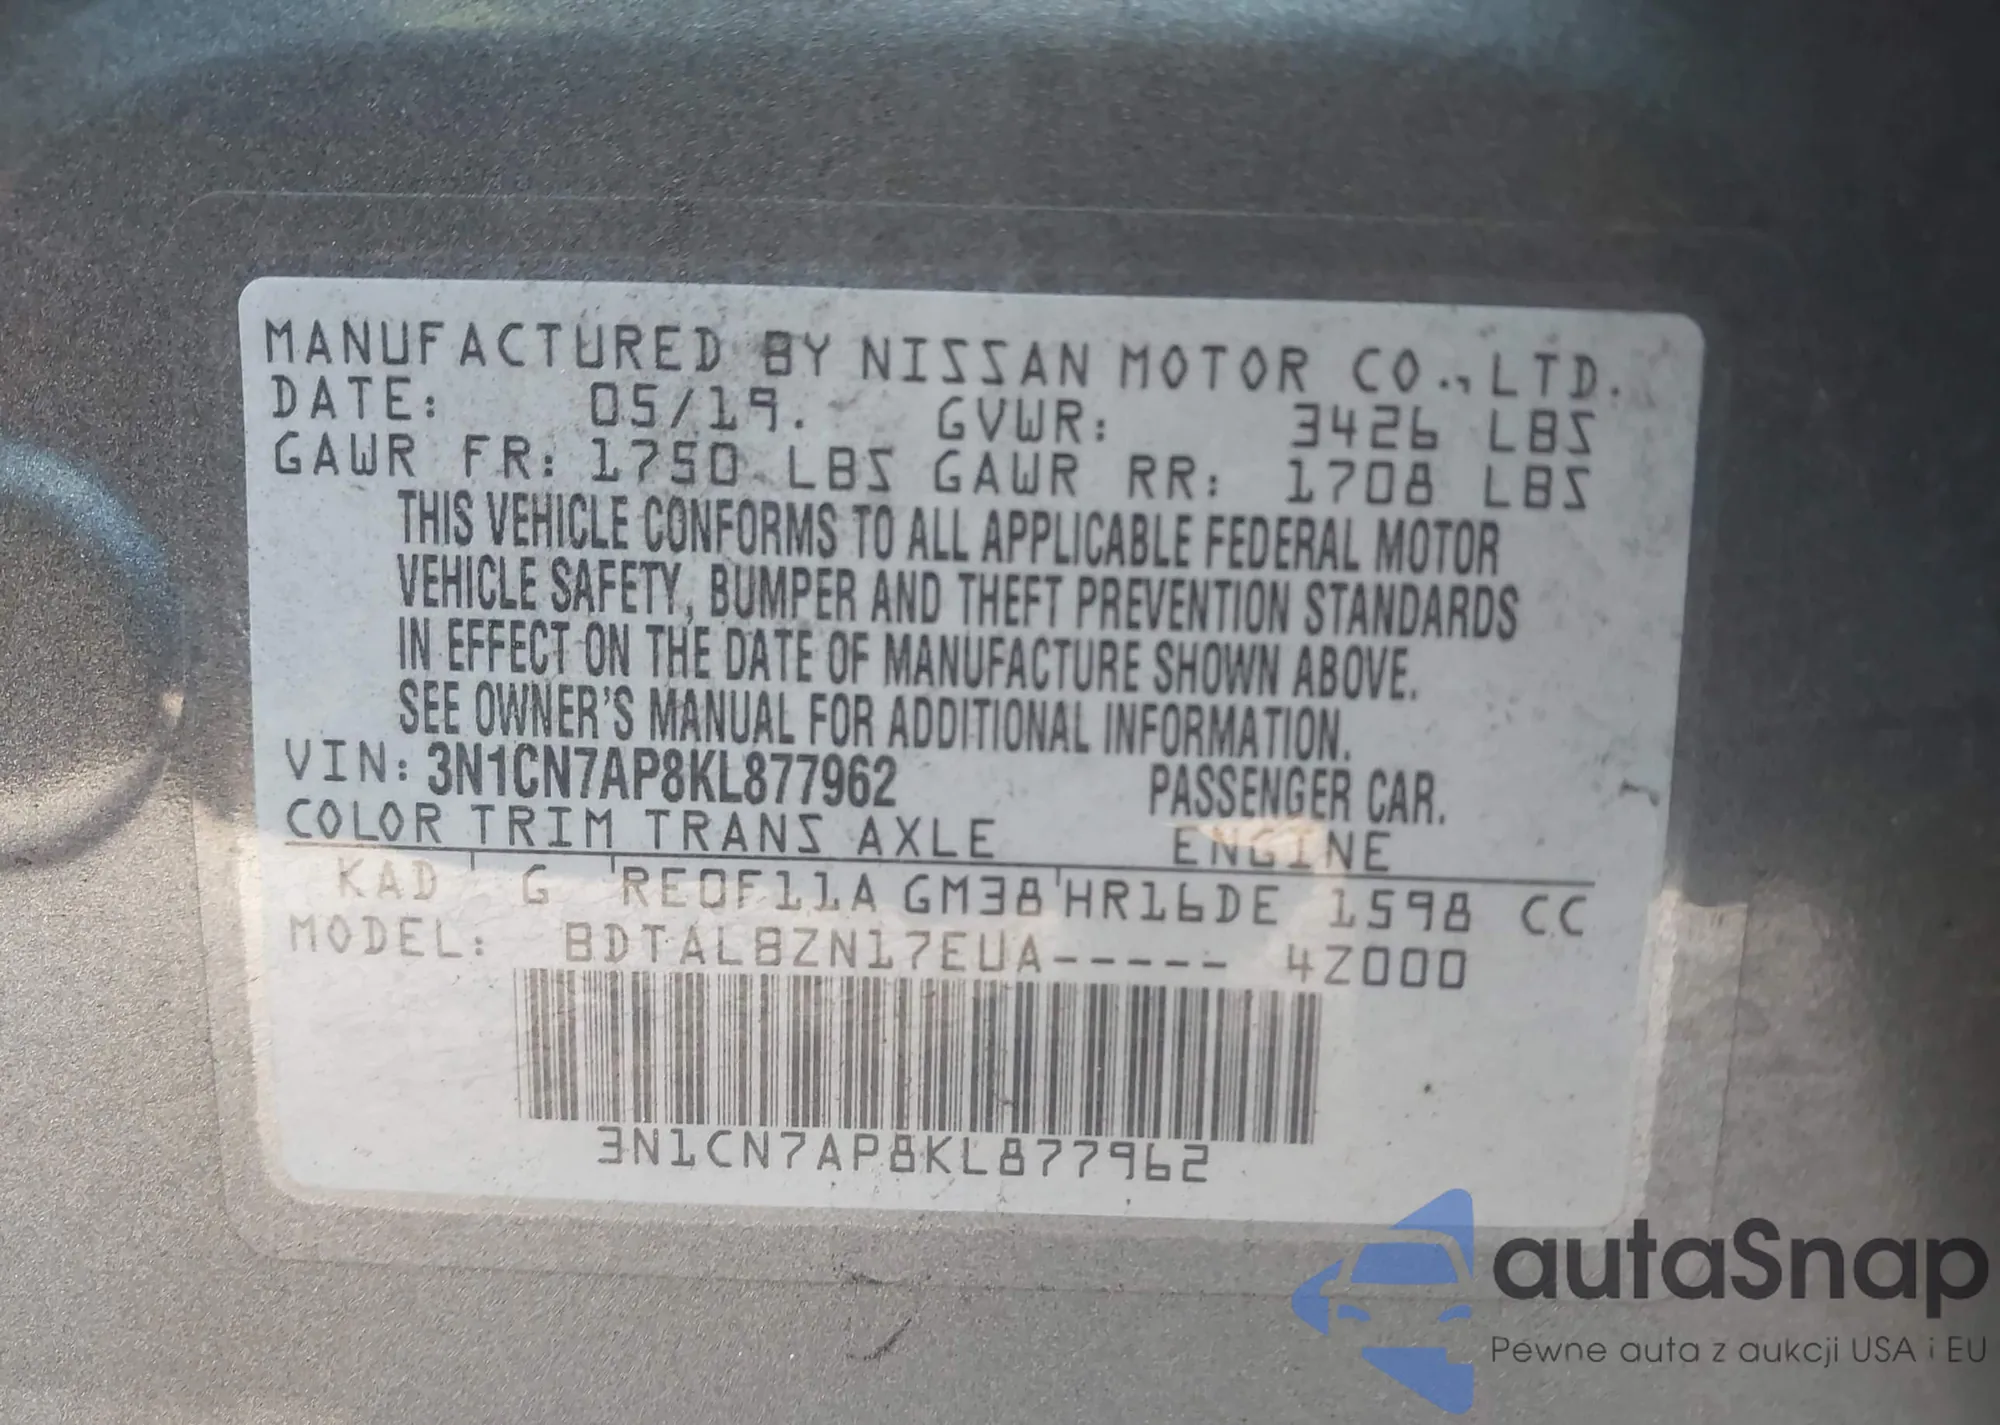 MANUFACTURED BY NISSAN MOTOR CO., LTD.
DATE: 05/19. GVWR: 3426 LBS
GAWR FR: 1750 LBS GAWR RR: 1708 LBS
THIS VEHICLE CONFORMS TO ALL APPLICABLE FEDERAL MOTOR
VEHICLE SAFETY, BUMPER AND THEFT PREVENTION STANDARDS
IN EFFECT ON THE DATE OF MANUFACTURE SHOWN ABOVE.
SEE OWNER'S MANUAL FOR ADDITIONAL INFORMATION.
VIN: 3N1CN7AP8KL877962 PASSENGER CAR.
COLOR TRIM TRANS AXLE ENGINE
KAD G RE0F11A GM38 HR16DE 1598 CC
MODEL: BDTALBZN17EUA----- 4Z000
3N1CN7AP8KL877962
autaSnap
Pewne auta z aukcji USA i EU